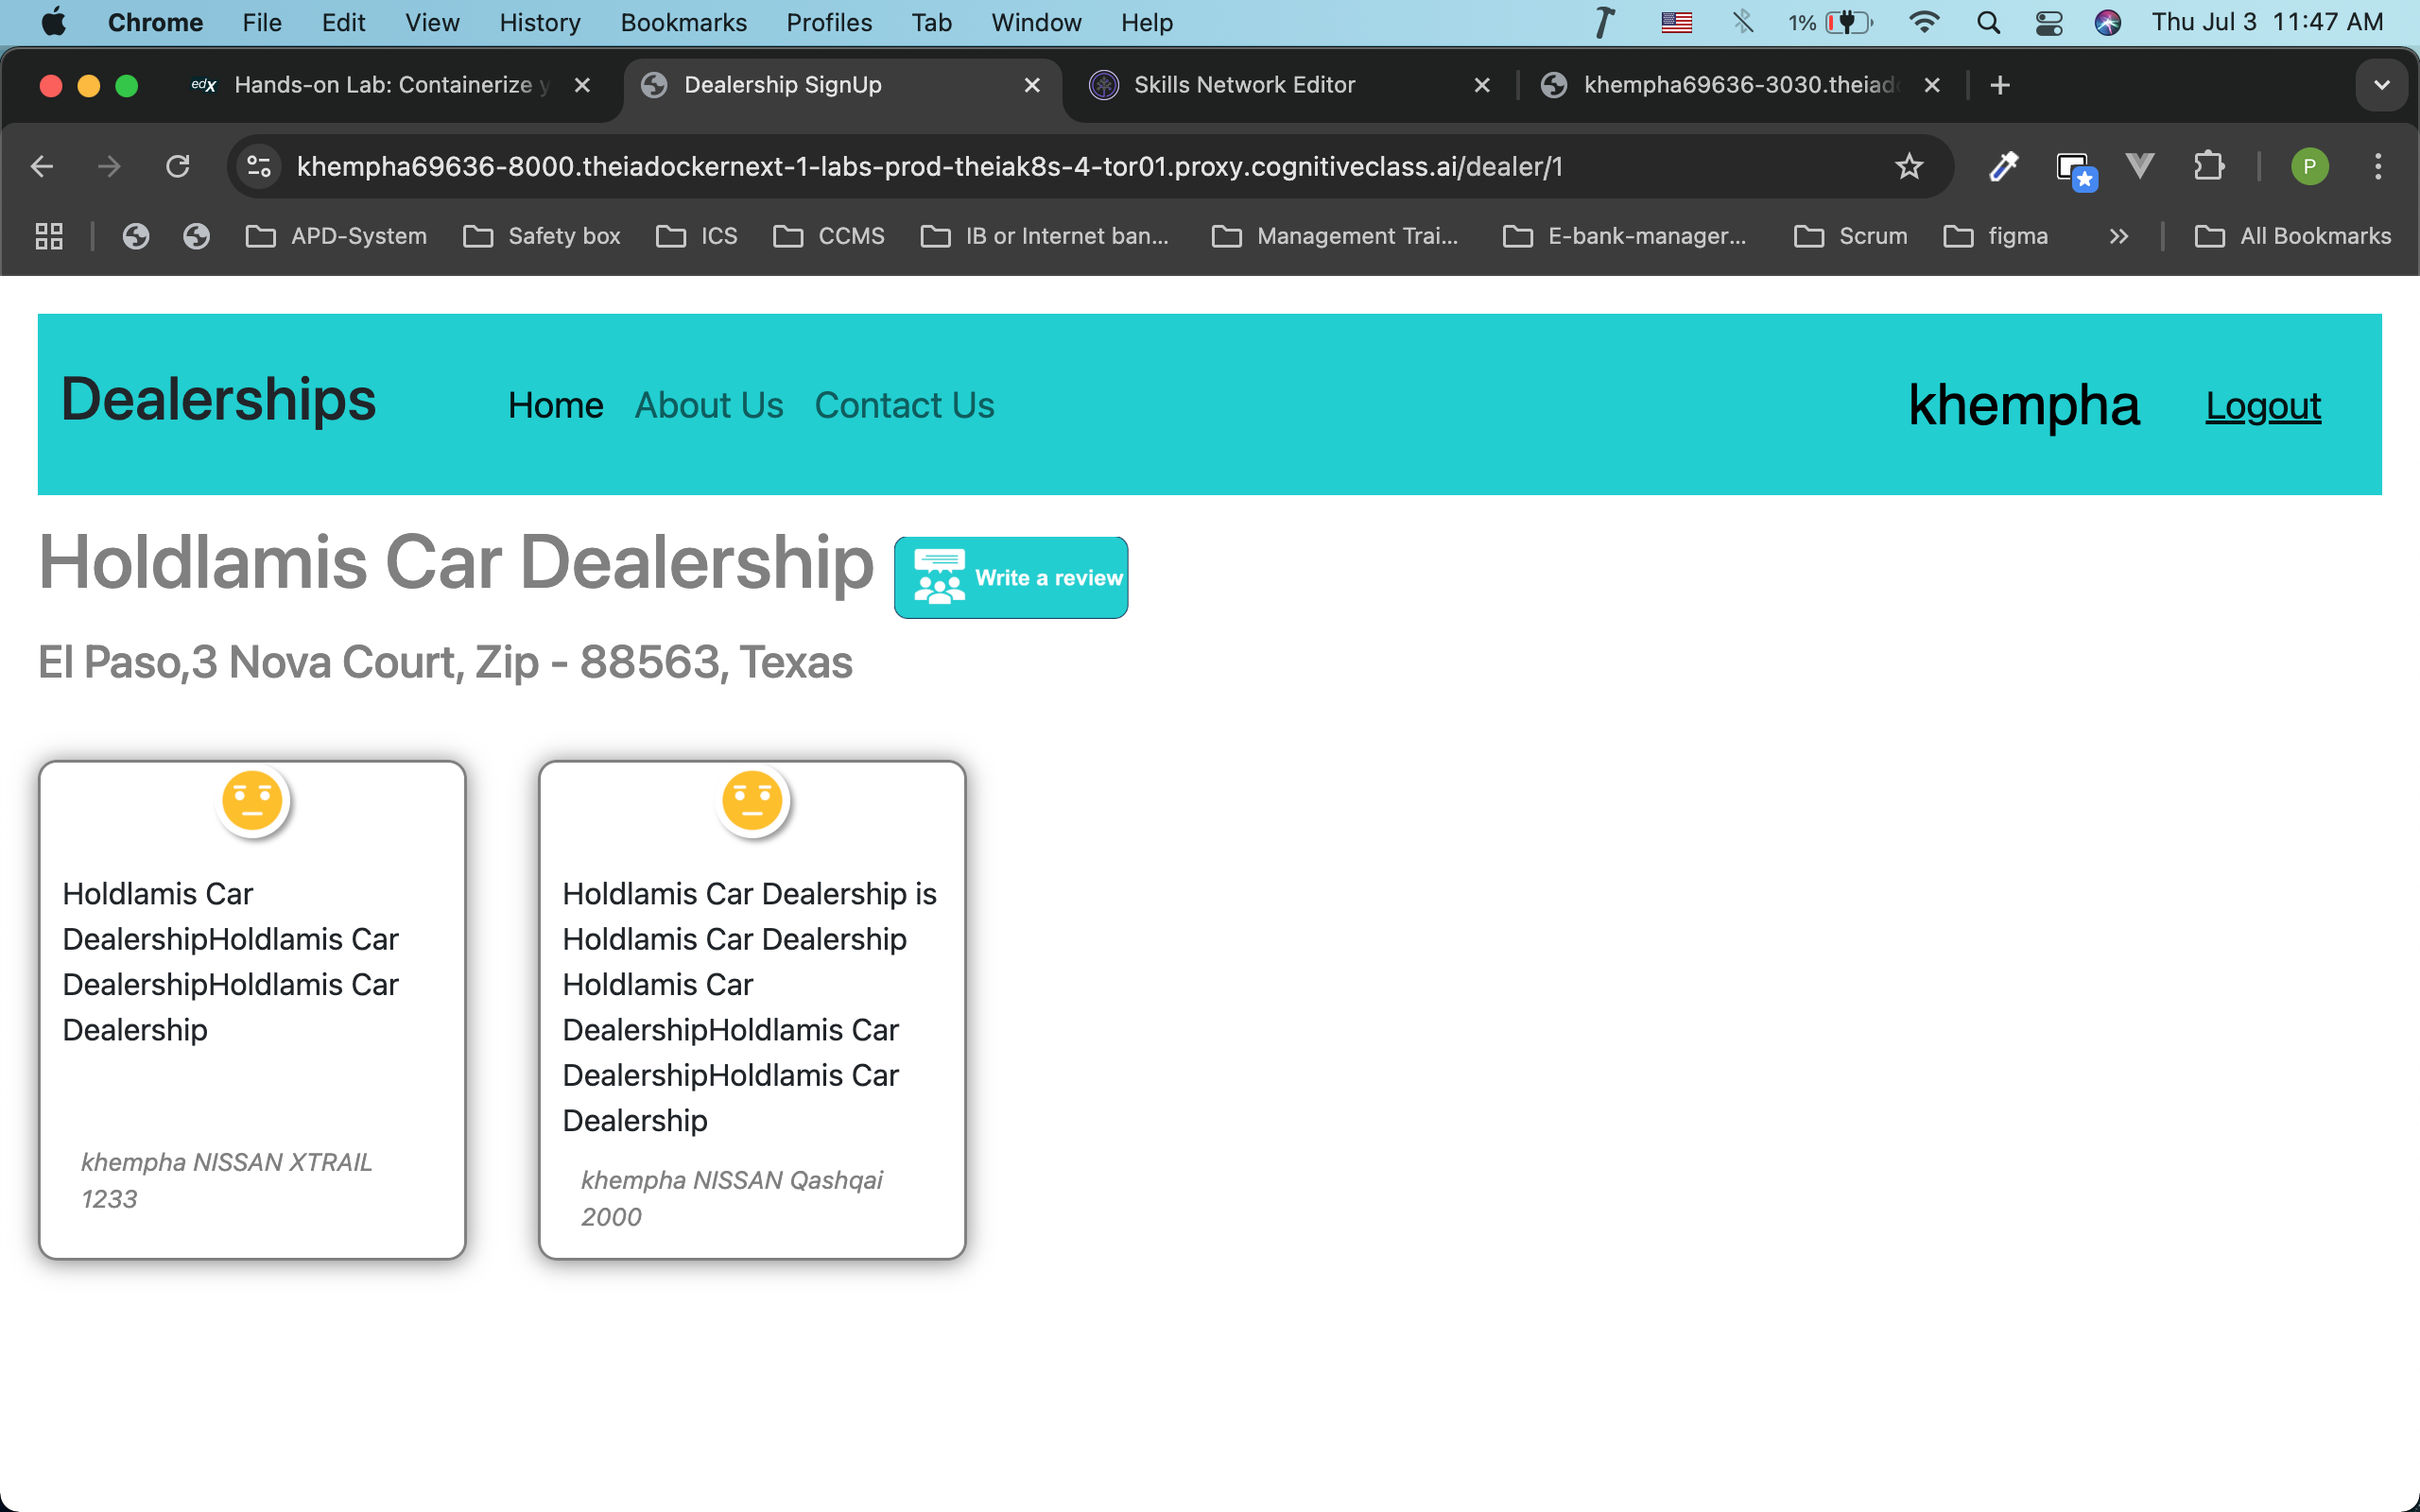 Chrome File Edit View History Bookmarks Profiles Tab Window Help 1% Thu Jul 3 11:47 AM
edX Hands-on Lab: Containerize y Dealership SignUp Skills Network Editor khempha69636-3030.theiad
khempha69636-8000.theiadockernext-1-labs-prod-theiak8s-4-tor01.proxy.cognitiveclass.ai/dealer/1 P
APD-System Safety box ICS CCMS IB or Internet ban... Management Trai... E-bank-manager... Scrum figma >> All Bookmarks
Dealerships Home About Us Contact Us khempha Logout
Holdlamis Car Dealership Write a review
El Paso,3 Nova Court, Zip - 88563, Texas
Holdlamis Car
DealershipHoldlamis Car
DealershipHoldlamis Car
Dealership
khempha NISSAN XTRAIL
1233
Holdlamis Car Dealership is
Holdlamis Car Dealership
Holdlamis Car
DealershipHoldlamis Car
DealershipHoldlamis Car
Dealership
khempha NISSAN Qashqai
2000